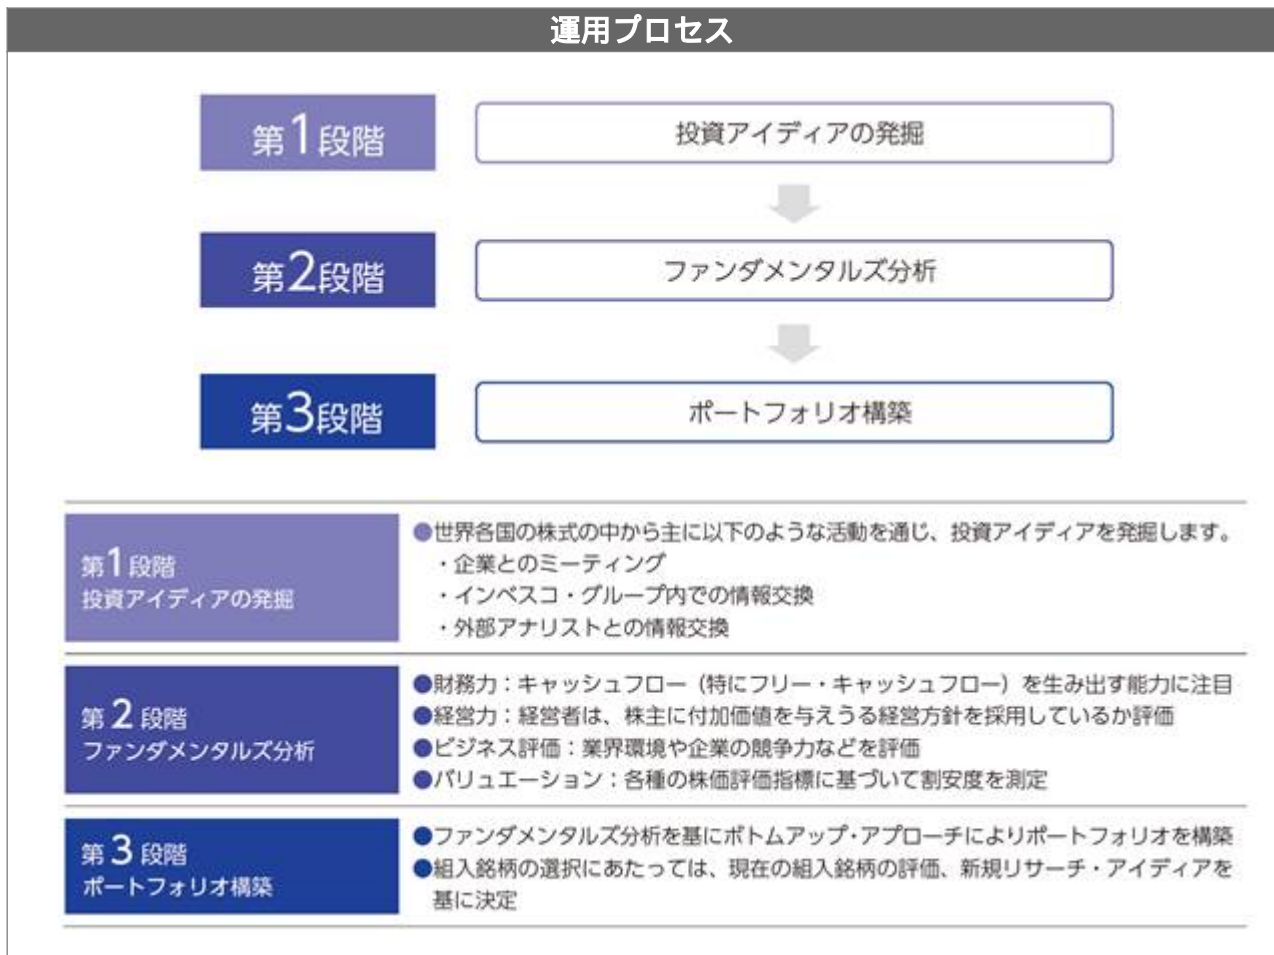 運用プロセス
第1段階
投資アイディアの発掘
第2段階
ファンダメンタルズ分析
第3段階
ポートフォリオ構築
第1段階
投資アイディアの発掘
●世界各国の株式の中から主に以下のような活動を通じ、投資アイディアを発掘します。
・企業とのミーティング
・インベスコ・グループ内での情報交換
・外部アナリストとの情報交換
第2段階
ファンダメンタルズ分析
●財務力：キャッシュフロー（特にフリー・キャッシュフロー）を生み出す能力に注目
●経営力：経営者は、株主に付加価値を与えうる経営方針を採用しているか評価
●ビジネス評価：業界環境や企業の競争力などを評価
●バリュエーション：各種の株価評価指標に基づいて割安度を測定
第3段階
ポートフォリオ構築
●ファンダメンタルズ分析を基にボトムアップ・アプローチによりポートフォリオを構築
●組入銘柄の選択にあたっては、現在の組入銘柄の評価、新規リサーチ・アイディアを
基に決定